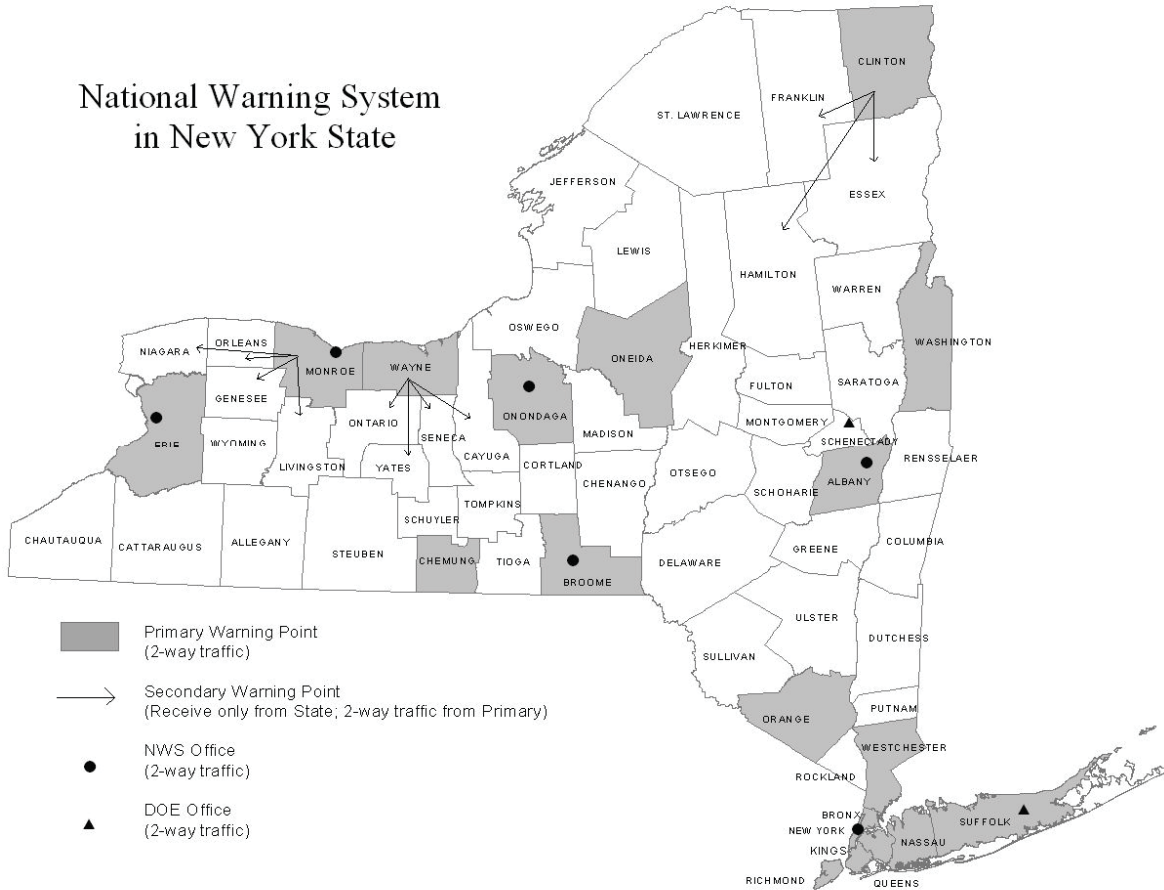 National Warning System
in New York State
CLINTON
FRANKLIN
ST. LAWRENCE
ESSEX
JEFFERSON
LEWIS
HAMILTON
WARREN
OSWEGO
HERKIMER
ONEIDA
WASHINGTON
NIAGARA
ORLEANS
MONROE
WAYNE
FULTON
SARATOGA
GENESEE
ONTARIO
ONONDAGA
MADISON
MONTGOMERY
SCHENECTADY
ERIE
WYOMING
LIVINGSTON
SENECA
YATES
CAYUGA
CORTLAND
CHENANGO
OTSEGO
SCHOHARIE
ALBANY
RENSSELAER
TOMPKINS
SCHUYLER
CHAUTAUQUA
CATTARAUGUS
ALLEGANY
STEUBEN
CHEMUNG
TIOGA
BROOME
DELAWARE
GREENE
COLUMBIA
ULSTER
DUTCHESS
SULLIVAN
PUTNAM
ORANGE
WESTCHESTER
ROCKLAND
BRONX
NEW YORK
KINGS
RICHMOND
QUEENS
NASSAU
SUFFOLK
Primary Warning Point
(2-way traffic)
Secondary Warning Point
(Receive only from State; 2-way traffic from Primary)
NWS Office
(2-way traffic)
DOE Office
(2-way traffic)